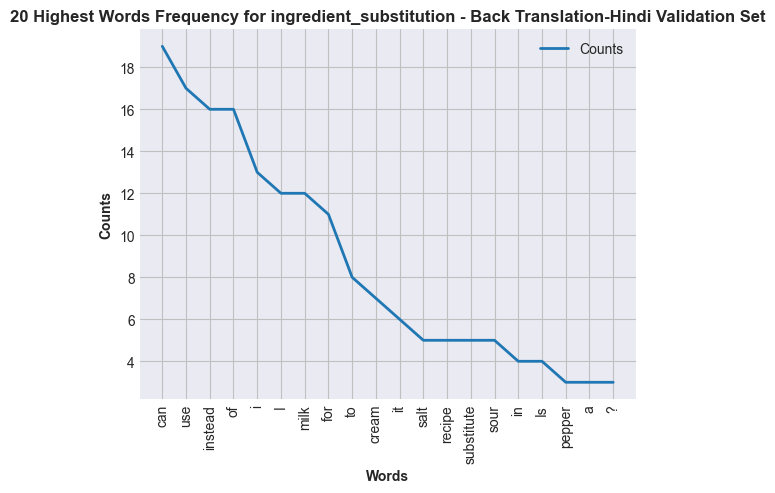 20 Highest Words Frequency for ingredient_substitution - Back Translation-Hindi Validation Set
Counts
18
16
14
12
10
8
6
4
Counts
can
use
instead
of
i
I
milk
for
to
cream
it
salt
recipe
substitute
sour
in
Is
pepper
a
?
Words